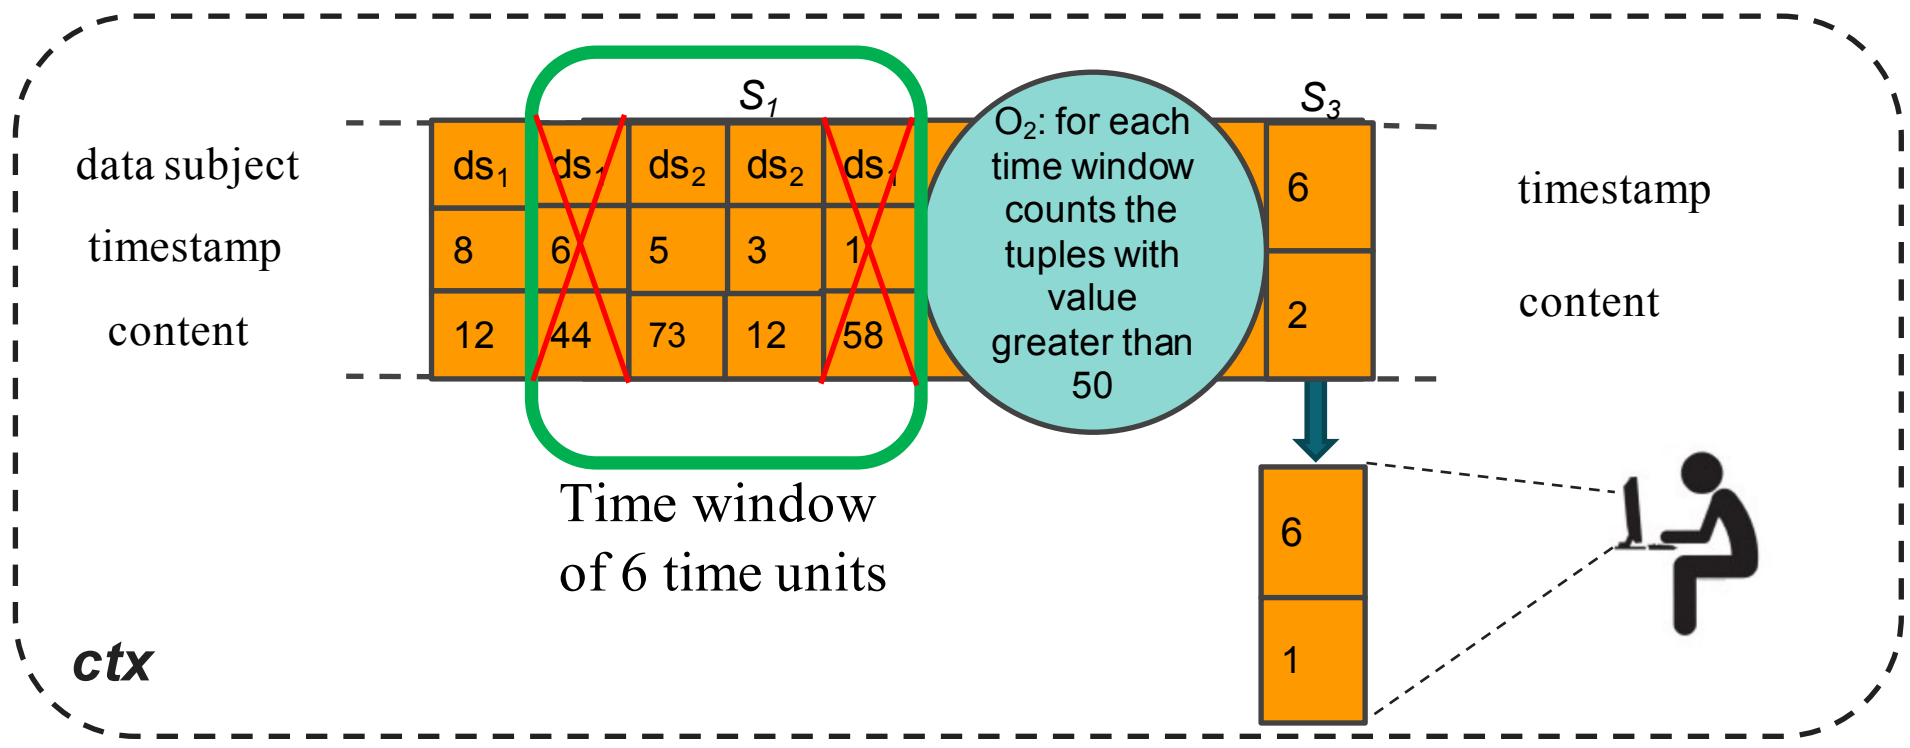 S1
S3
data subject
ds1 ds1 ds2 ds2 ds1
timestamp
8 6 5 3 1
content
12 44 73 12 58
O2: for each
time window
counts the
tuples with
value
greater than
50
6
2
timestamp
content
Time window
of 6 time units
6
1
ctx